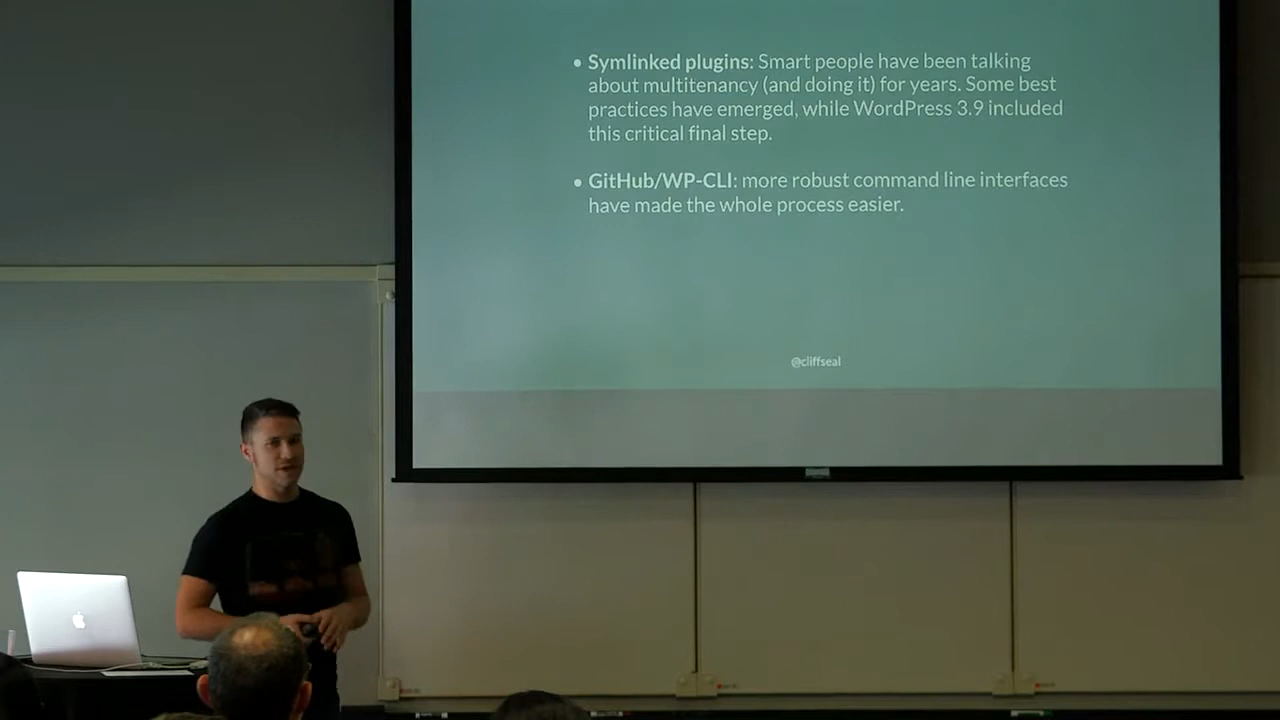 • Symlinked plugins: Smart people have been talking
about multitenancy (and doing it) for years. Some best
practices have emerged, while WordPress 3.9 included
this critical final step.
• GitHub/WP-CLI: more robust command line interfaces
have made the whole process easier.
@cliffseal